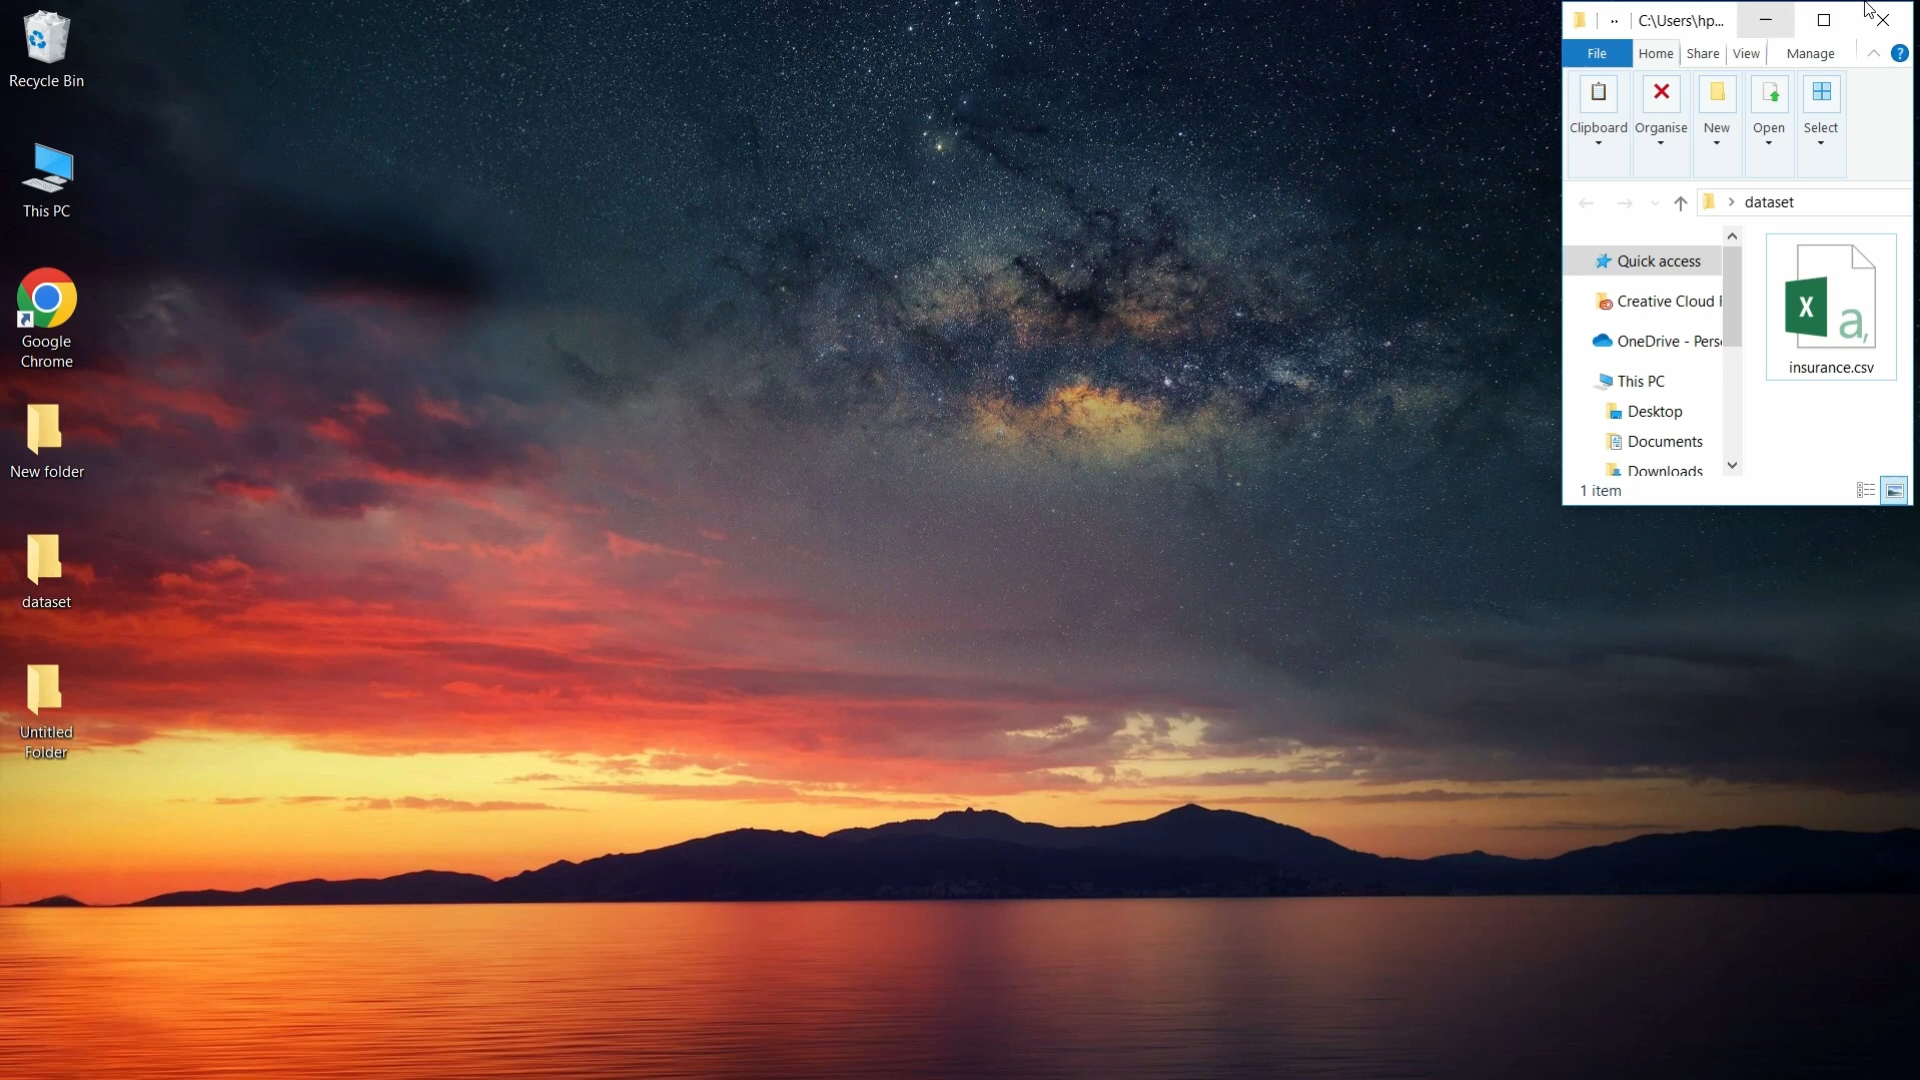 Recycle Bin
This PC
Google
Chrome
New folder
dataset
Untitled
Folder
C:\Users\hp...
File Home Share View Manage
Clipboard Organise New Open Select
dataset
Quick access
Creative Cloud F
OneDrive - Pers
This PC
Desktop
Documents
Downloads
insurance.csv
1 item